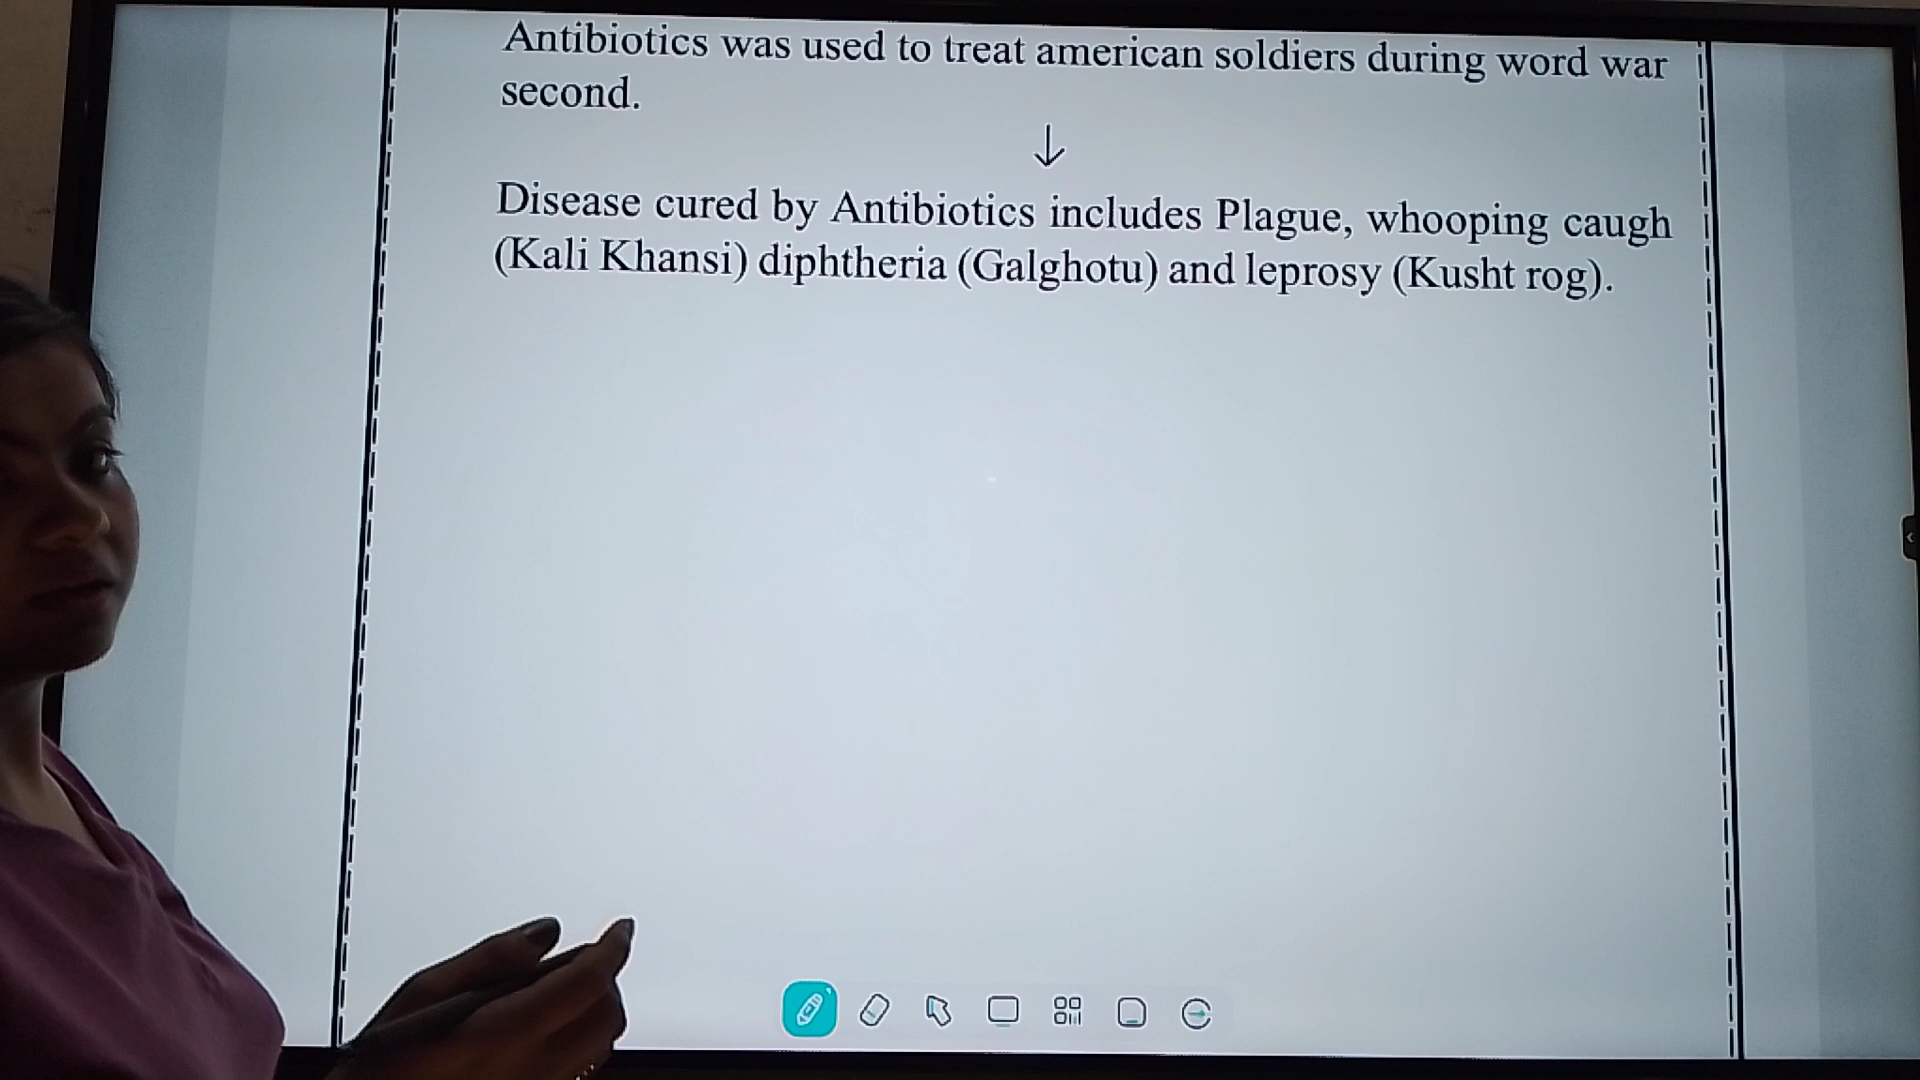 Antibiotics was used to treat american soldiers during word war
second.
↓
Disease cured by Antibiotics includes Plague, whooping caugh
(Kali Khansi) diphtheria (Galghotu) and leprosy (Kusht rog).